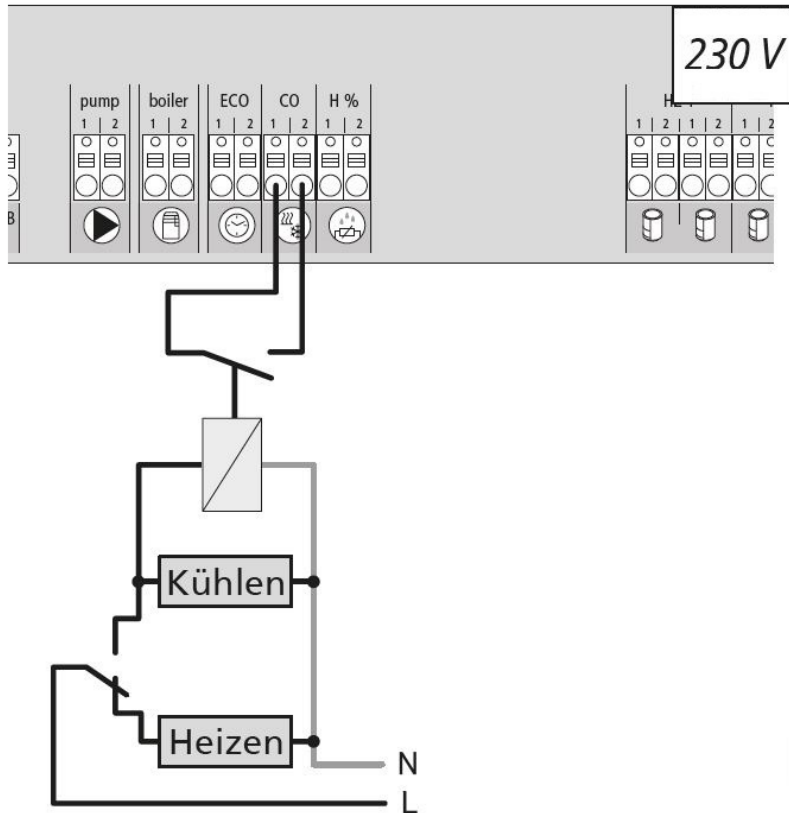 230 V
pump boiler ECO CO H %
1 2 1 2 1 2 1 2 1 2 1 2 1 2 1 2
B
Kühlen
Heizen
N
L